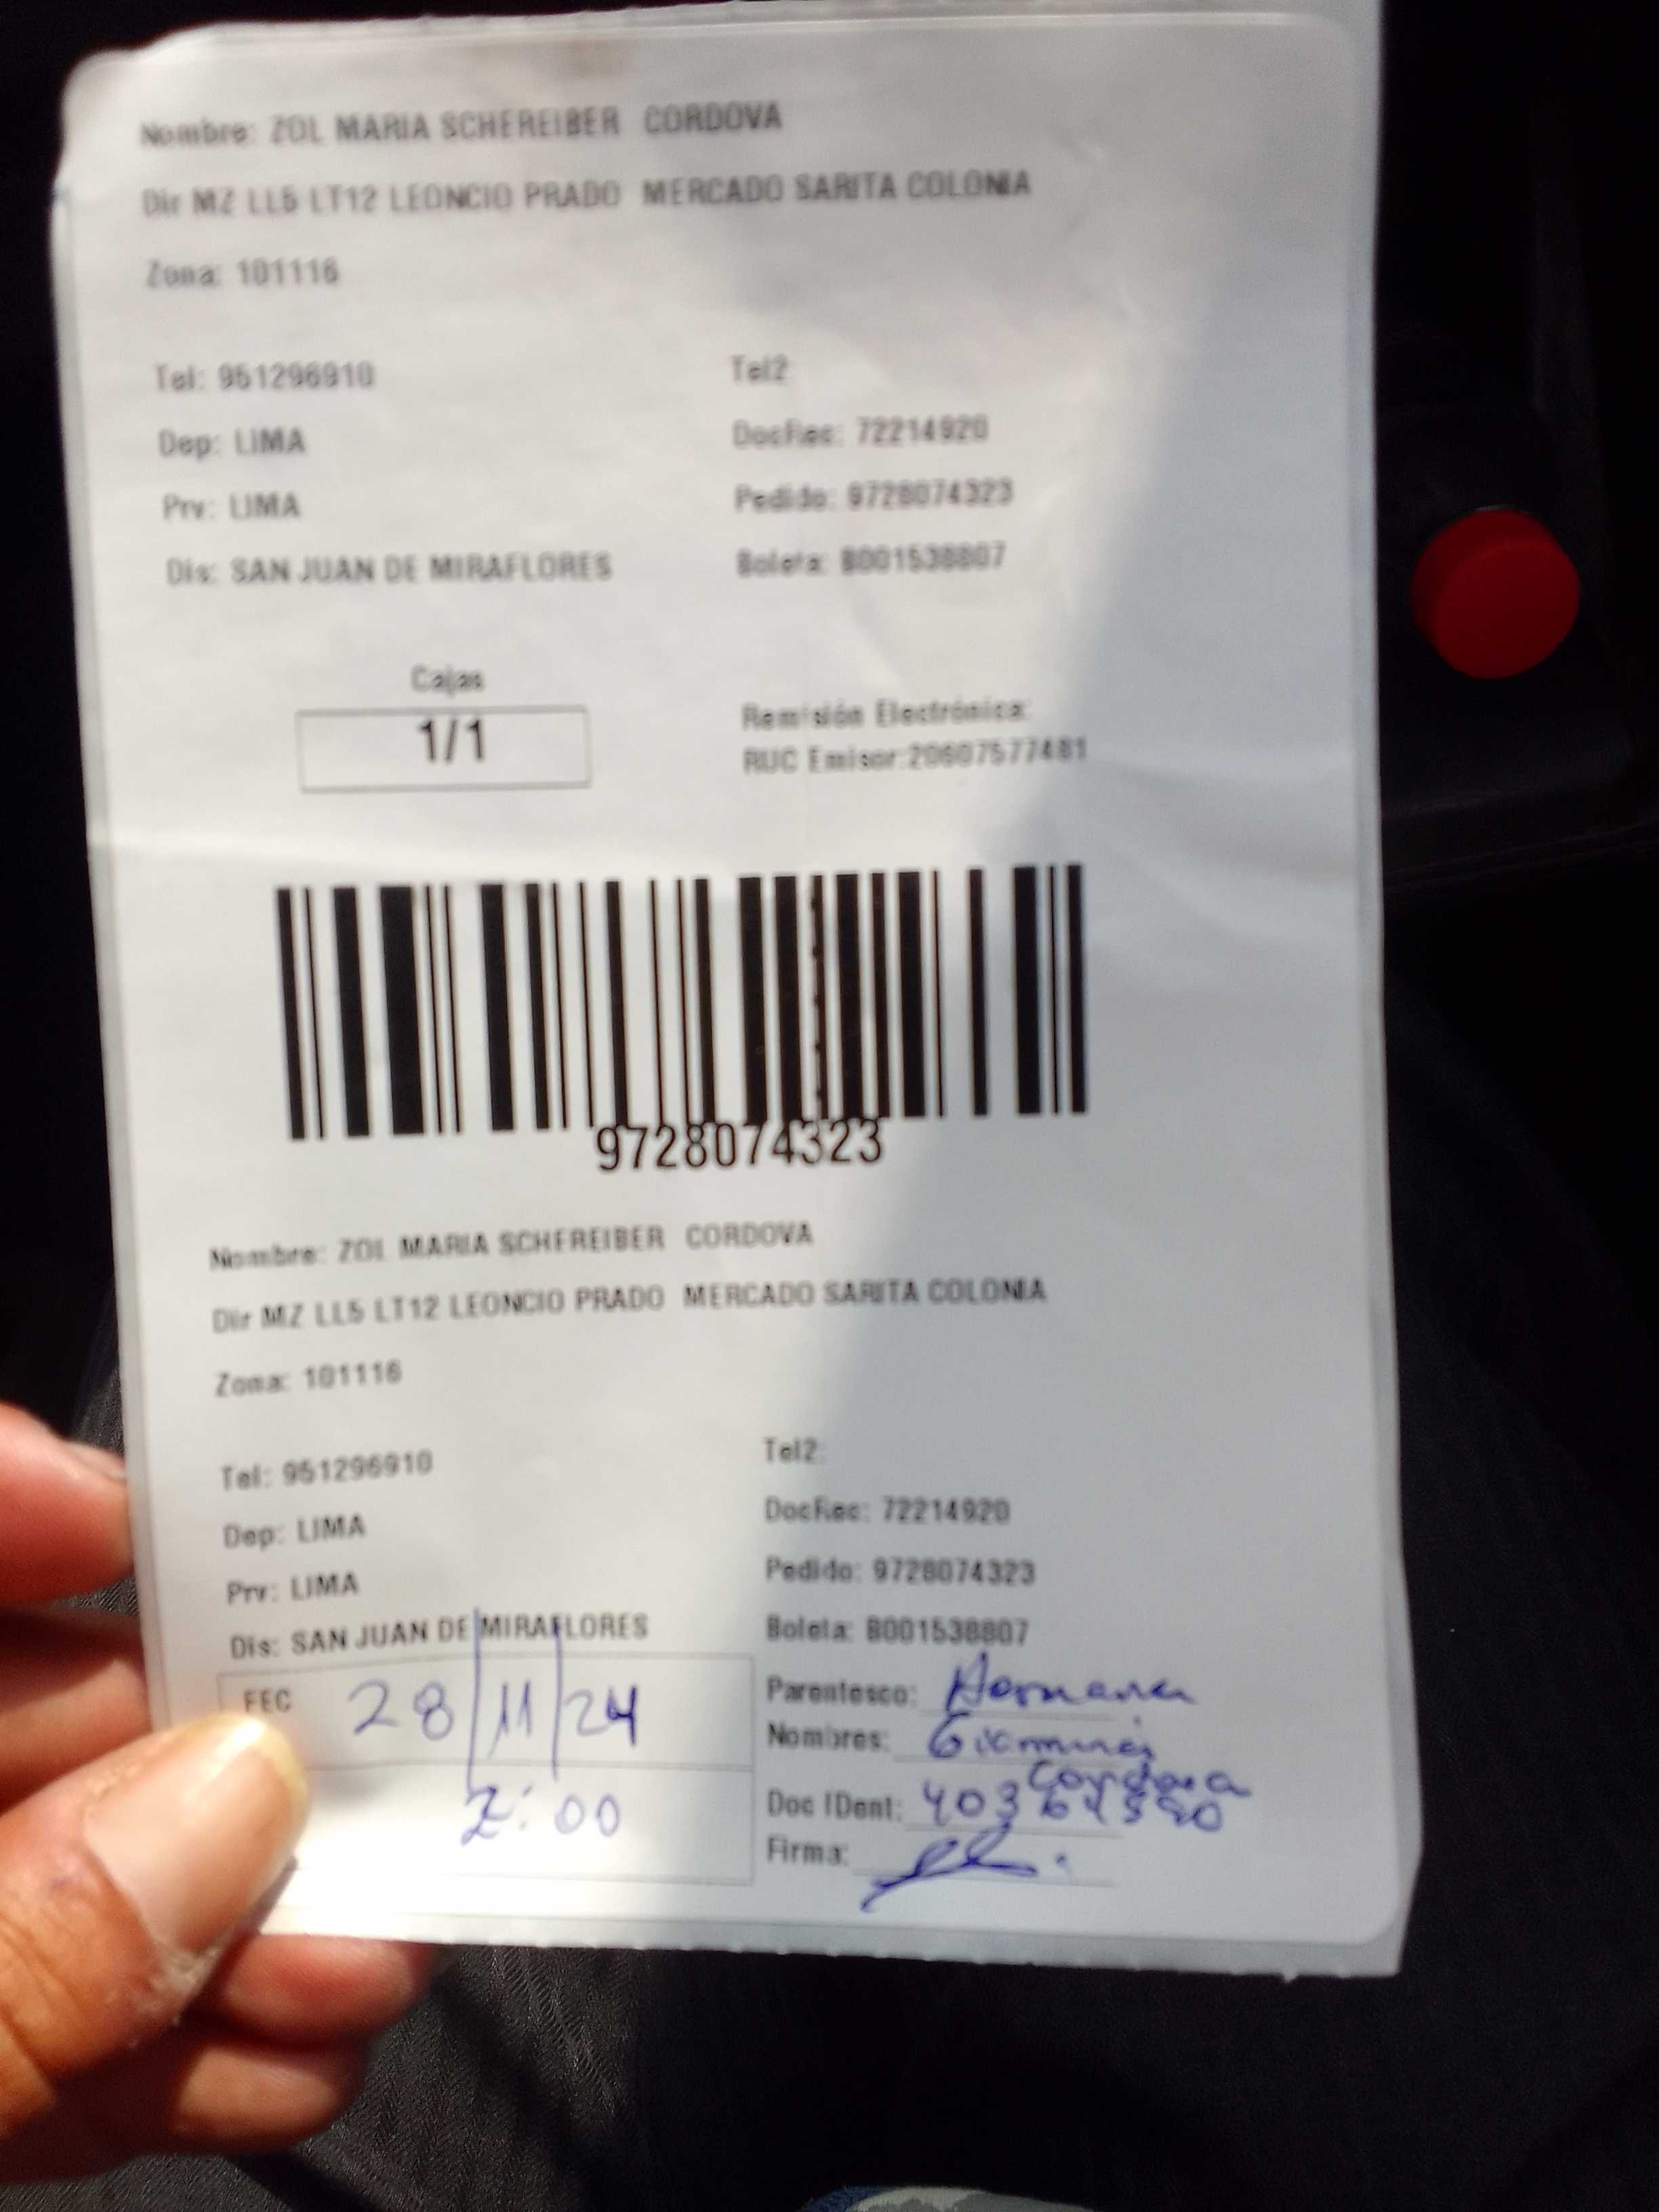 Nombre: ZOL MARIA SCHEREIBER CORDOVA
Dir MZ LL5 LT12 LEONCIO PRADO MERCADO SARITA COLONIA
Zona: 101116
Tel: 951296910 Tel2:
Dep: LIMA DocRec: 72214920
Prv: LIMA Pedido: 9728074323
Dis: SAN JUAN DE MIRAFLORES Boleta: B001538807
Cajas
1/1
Remisión Electrónica:
RUC Emisor:20607577481
9728074323
Nombre: ZOL MARIA SCHEREIBER CORDOVA
Dir MZ LL5 LT12 LEONCIO PRADO MERCADO SARITA COLONIA
Zona: 101116
Tel: 951296910 Tel2:
Dep: LIMA DocRec: 72214920
Prv: LIMA Pedido: 9728074323
Dis: SAN JUAN DE MIRAFLORES Boleta: B001538807
FEC 28/11/24 Parentesco: Hermana
Nombres:
Cordova
2:00 Doc IDent:
Firma: